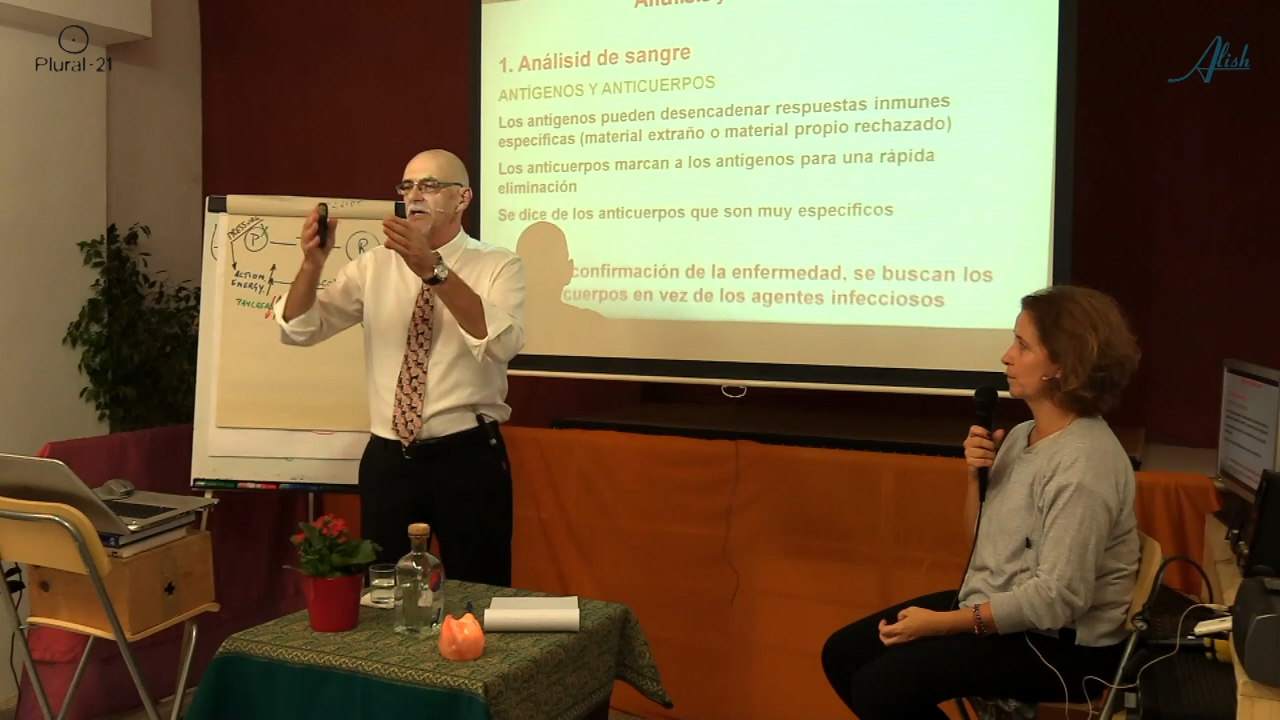 Plural-21
Alish
1. Análisid de sangre
ANTÍGENOS Y ANTICUERPOS
Los antígenos pueden desencadenar respuestas inmunes
específicas (material extraño o material propio rechazado)
Los anticuerpos marcan a los antígenos para una rápida
eliminación
Se dice de los anticuerpos que son muy específicos
confirmación de la enfermedad, se buscan los
cuerpos en vez de los agentes infecciosos
PRESSURE
P
R
ACTION
ENERGY